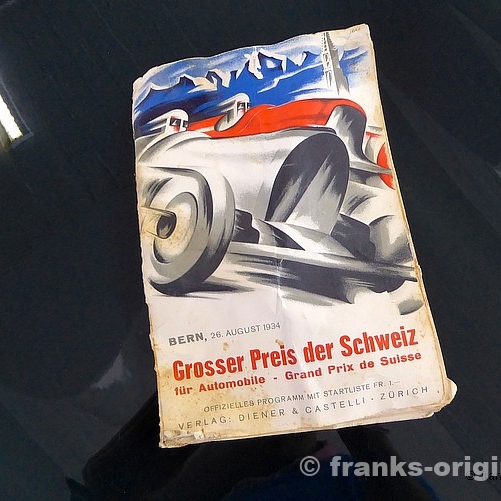 BERN, 26. AUGUST 1934
Grosser Preis der Schweiz
für Automobile - Grand Prix de Suisse
OFFIZIELLES PROGRAMM MIT STARTLISTE FR. 1.—
VERLAG: DIENER & CASTELLI · ZÜRICH
© franks-origi